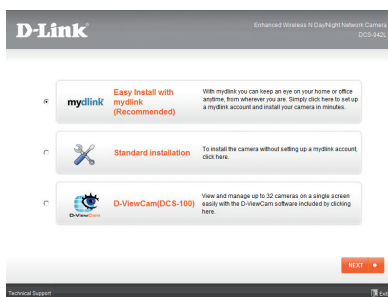 D-Link
Enhanced Wireless N Day/Night Network Camera
DCS-942L
mydlink
Easy Install with
mydlink
(Recommended)
With mydlink you can keep an eye on your home or office
anytime, from wherever you are. Simply click here to set up
a mydlink account and install your camera in minutes.
Standard installation
To install the camera without setting up a mydlink account,
click here.
D-ViewCam
D-ViewCam(DCS-100)
View and manage up to 32 cameras on a single screen
easily with the D-ViewCam software included by clicking
here.
NEXT
Technical Support
Exit